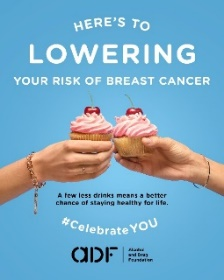 HERE'S TO
LOWERING
YOUR RISK OF BREAST CANCER
A few less drinks means a better
chance of staying healthy for life.
#CelebrateYOU
adf
Alcohol
and Drug
Foundation